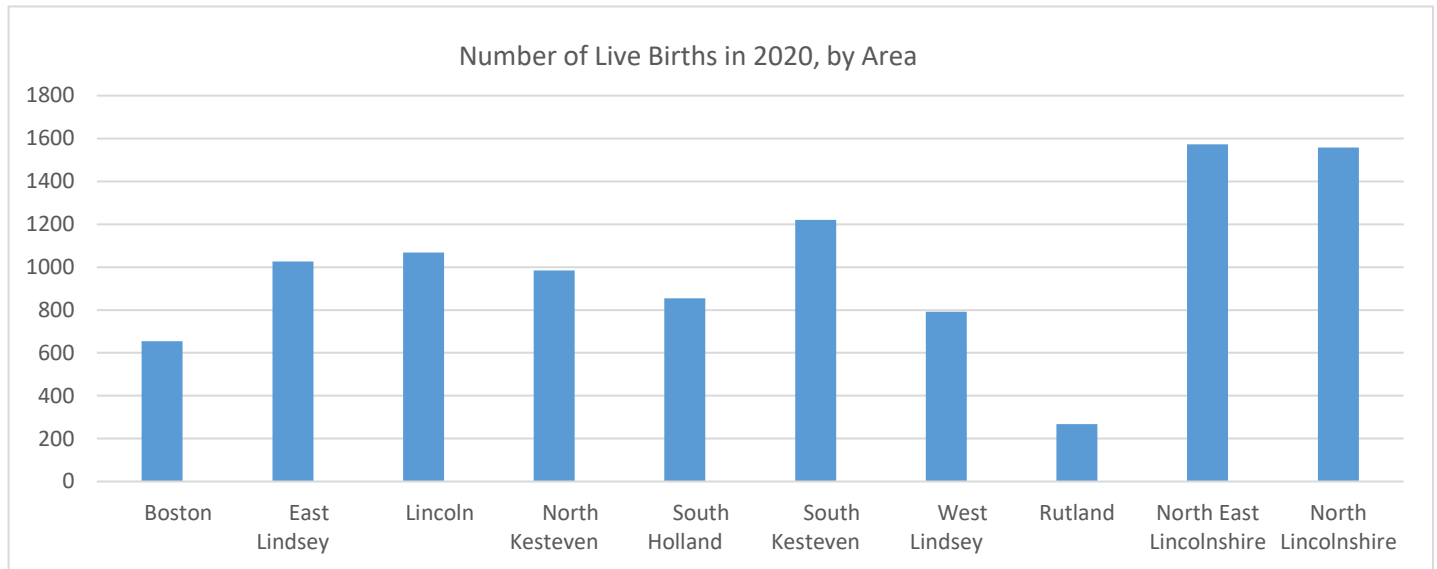 Number of Live Births in 2020, by Area
1800
1600
1400
1200
1000
800
600
400
200
0
Boston
East
Lindsey
Lincoln
North
Kesteven
South
Holland
South
Kesteven
West
Lindsey
Rutland
North East
Lincolnshire
North
Lincolnshire